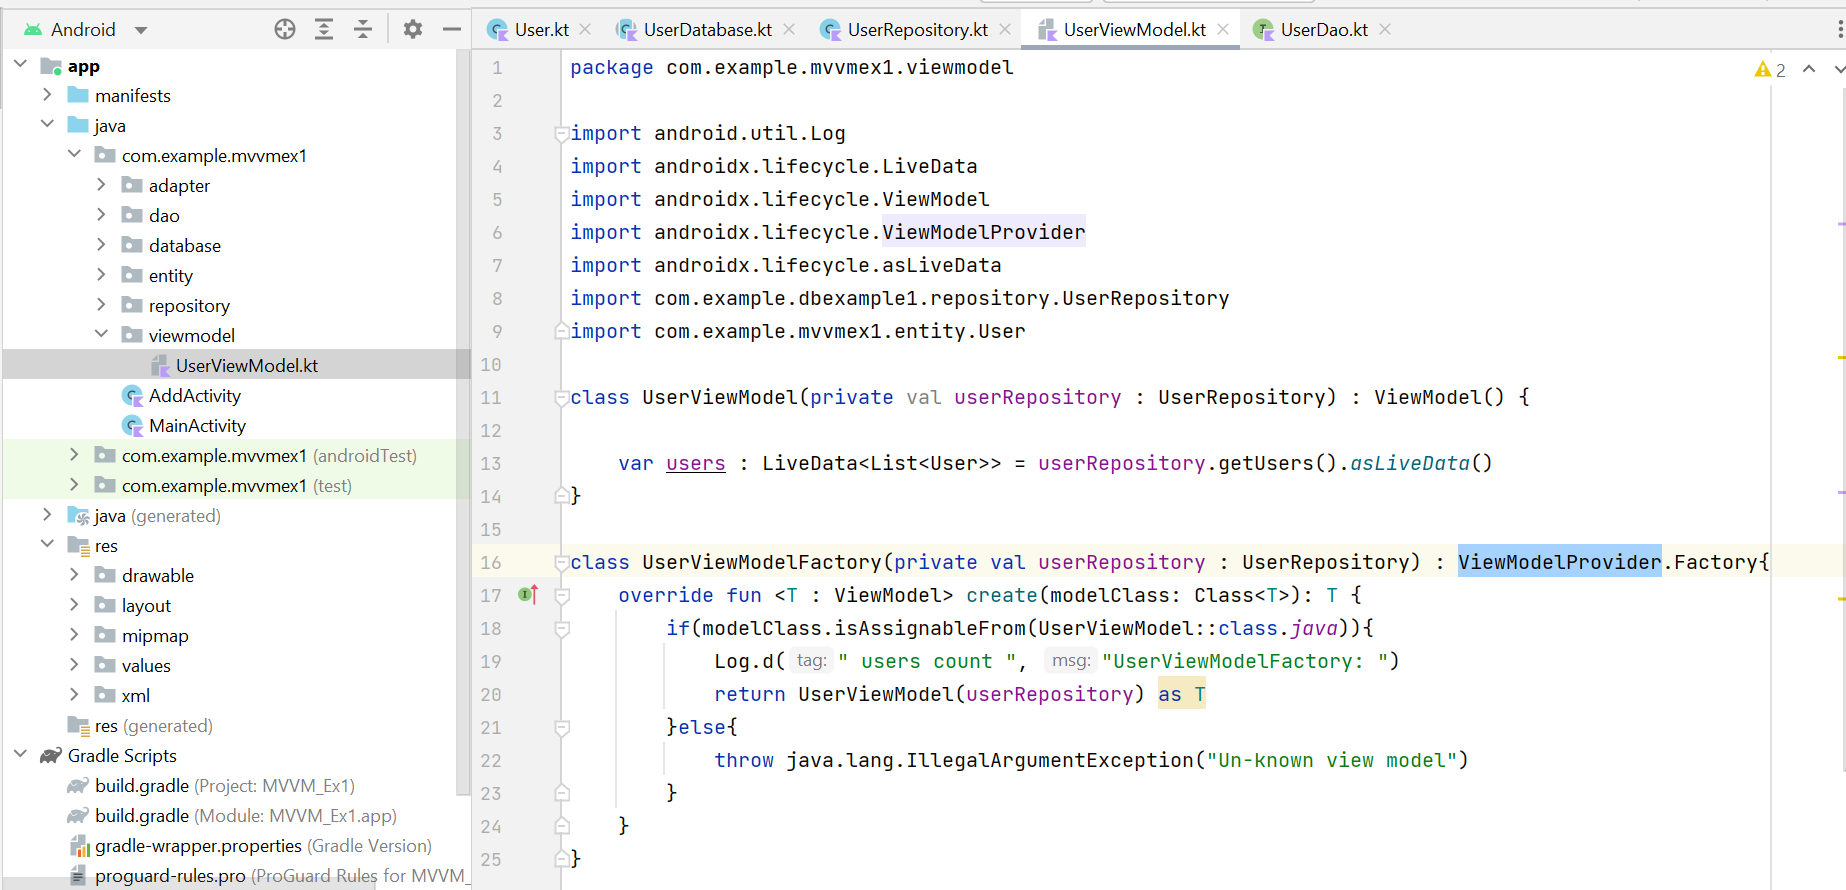 Android
app
manifests
java
com.example.mvvmex1
adapter
dao
database
entity
repository
viewmodel
UserViewModel.kt
AddActivity
MainActivity
com.example.mvvmex1 (androidTest)
com.example.mvvmex1 (test)
java (generated)
res
drawable
layout
mipmap
values
xml
res (generated)
Gradle Scripts
build.gradle (Project: MVVM_Ex1)
build.gradle (Module: MVVM_Ex1.app)
gradle-wrapper.properties (Gradle Version)
proguard-rules.pro (ProGuard Rules for MVVM_
User.kt UserDatabase.kt UserRepository.kt UserViewModel.kt UserDao.kt
2
1 package com.example.mvvmex1.viewmodel
2
3 import android.util.Log
4 import androidx.lifecycle.LiveData
5 import androidx.lifecycle.ViewModel
6 import androidx.lifecycle.ViewModelProvider
7 import androidx.lifecycle.asLiveData
8 import com.example.dbexample1.repository.UserRepository
9 import com.example.mvvmex1.entity.User
10
11 class UserViewModel(private val userRepository : UserRepository) : ViewModel() {
12
13 var users : LiveData<List<User>> = userRepository.getUsers().asLiveData()
14 }
15
16 class UserViewModelFactory(private val userRepository : UserRepository) : ViewModelProvider.Factory{
17 override fun <T : ViewModel> create(modelClass: Class<T>): T {
18 if(modelClass.isAssignableFrom(UserViewModel::class.java)){
19 Log.d( tag: " users count ", msg: "UserViewModelFactory: ")
20 return UserViewModel(userRepository) as T
21 }else{
22 throw java.lang.IllegalArgumentException("Un-known view model")
23 }
24 }
25 }